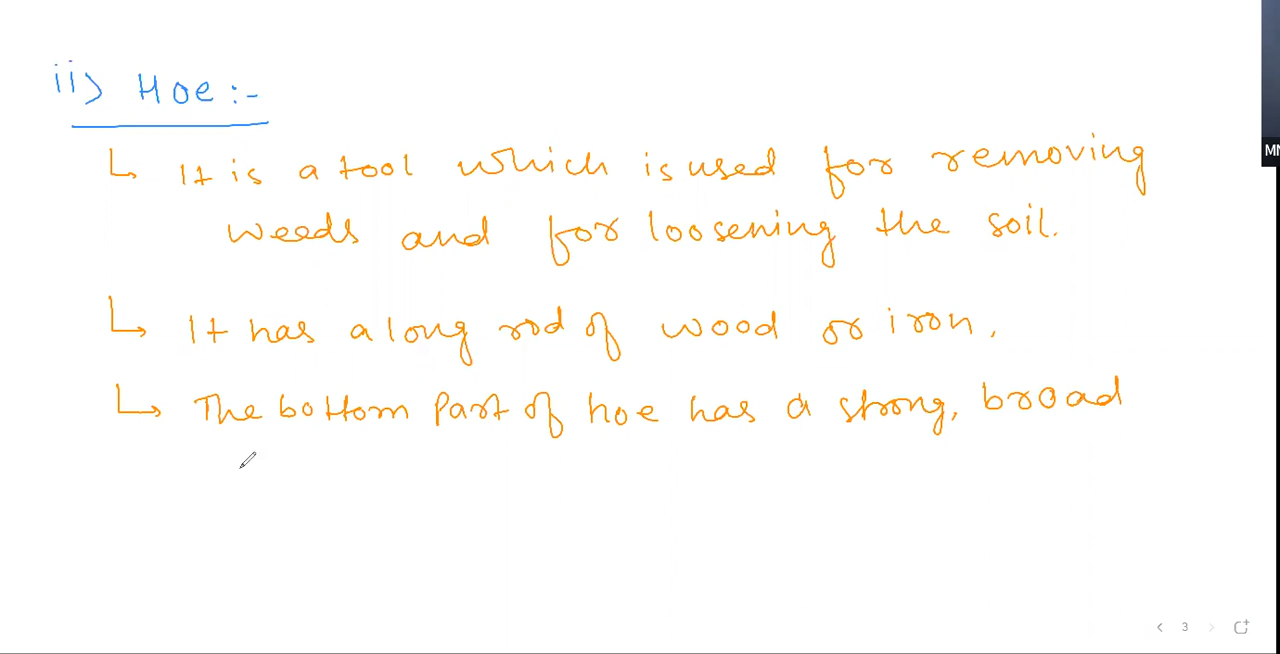 ii) Hoe :-
↳ It is a tool which is used for removing
weeds and for loosening the soil.
↳ It has a long rod of wood or iron.
↳ The bottom part of hoe has a strong, broad
3
MN